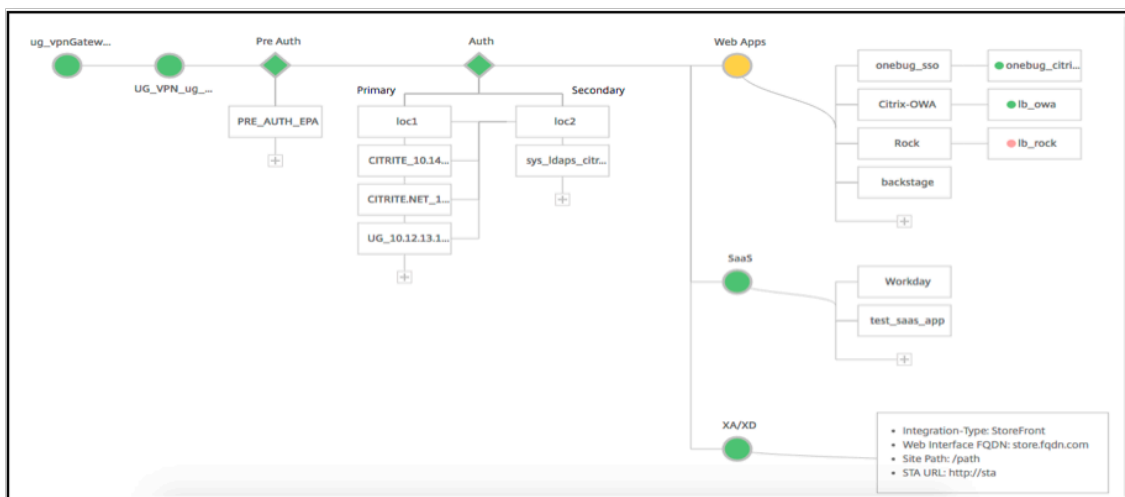 ug_vpnGatew...
UG_VPN_ug_...
Pre Auth
PRE_AUTH_EPA
Auth
Primary
Secondary
loc1
loc2
CITRITE_10.14...
sys_ldaps_citr...
CITRITE.NET_1...
UG_10.12.13.1...
Web Apps
onebug_sso
onebug_citri...
Citrix-OWA
lb_owa
Rock
lb_rock
backstage
SaaS
Workday
test_saas_app
XA/XD
• Integration-Type: StoreFront
• Web Interface FQDN: store.fqdn.com
• Site Path: /path
• STA URL: http://sta